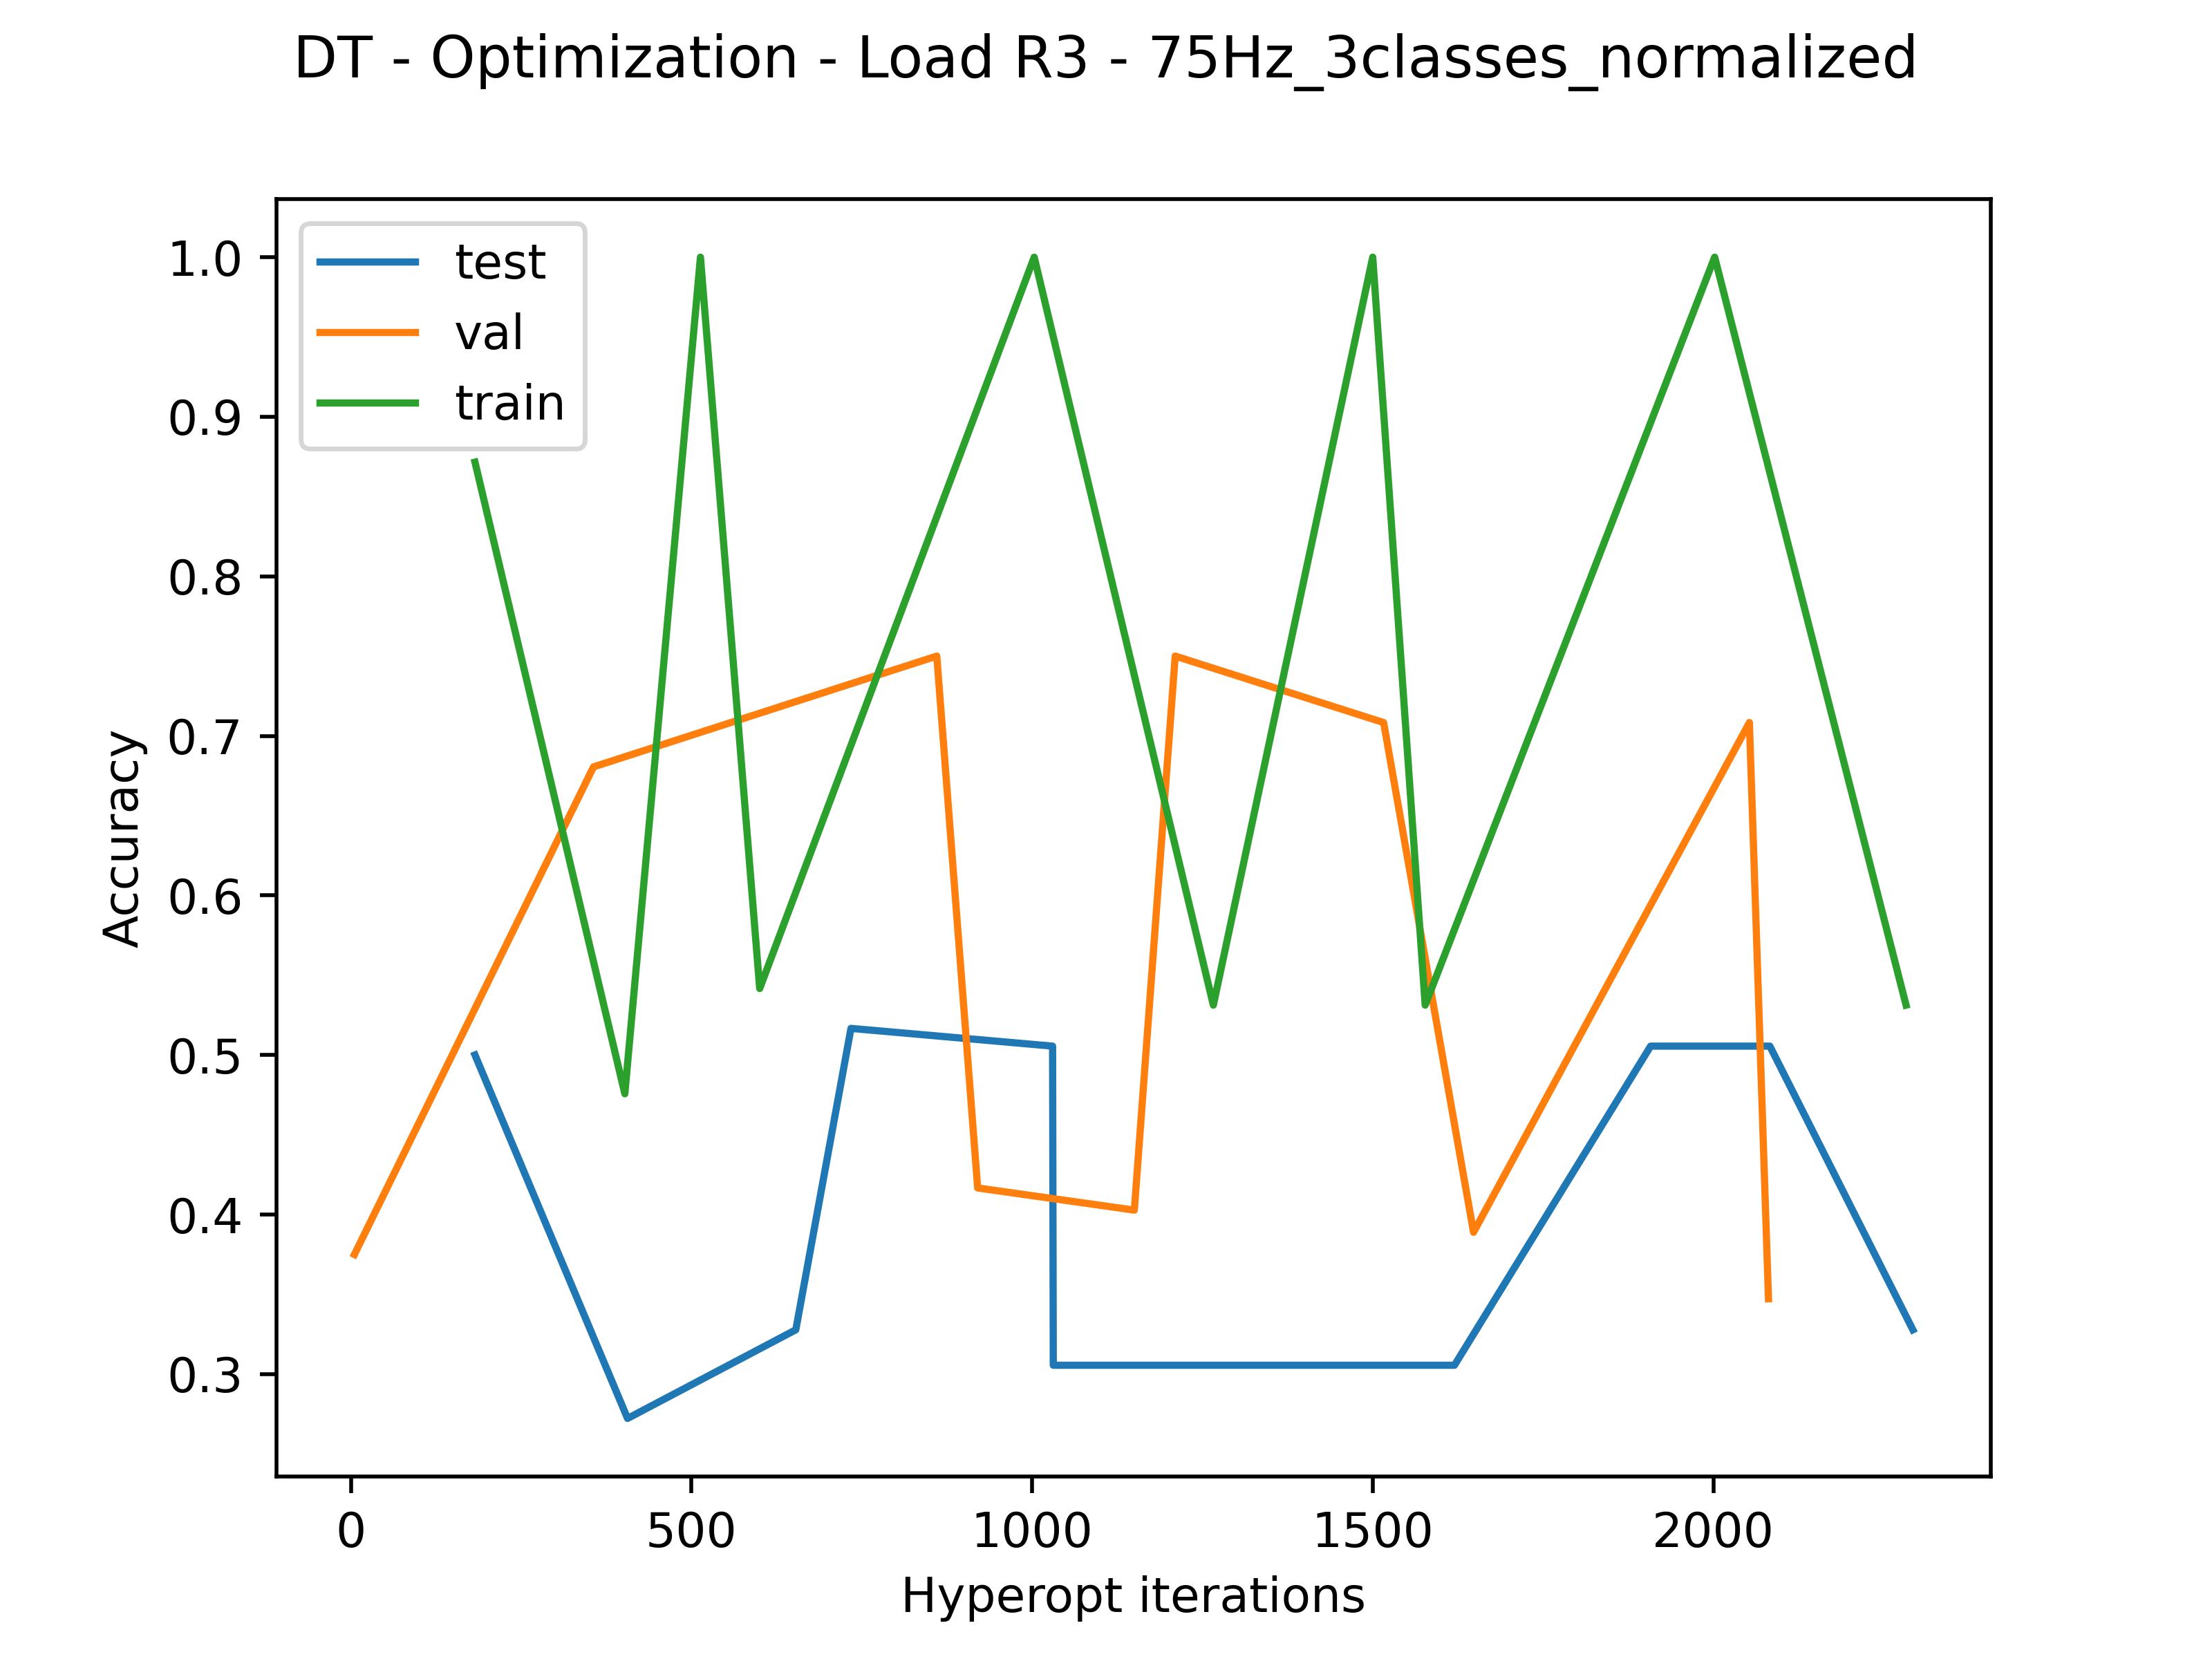 DT - Optimization - Load R3 - 75Hz_3classes_normalized
test
val
train
1.0
0.9
0.8
0.7
0.6
0.5
0.4
0.3
Accuracy
0 500 1000 1500 2000
Hyperopt iterations